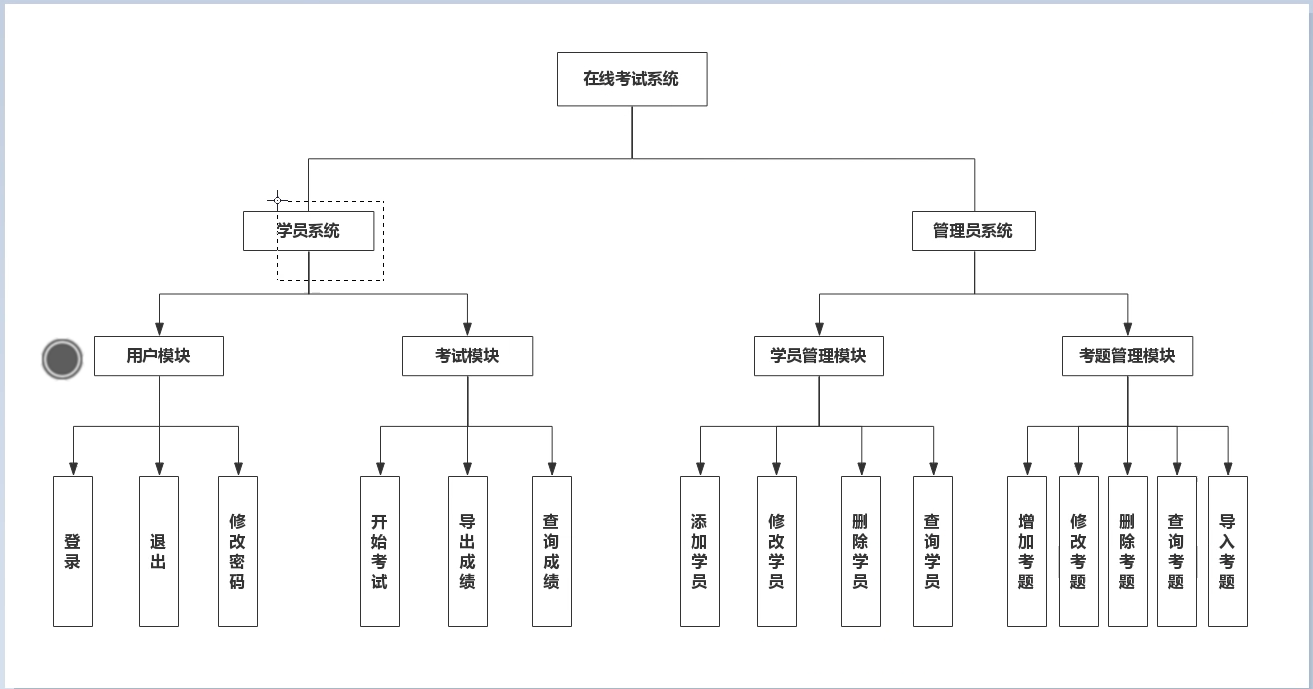 在线考试系统
学员系统
管理员系统
用户模块
考试模块
学员管理模块
考题管理模块
登录
退出
修改密码
开始考试
导出成绩
查询成绩
添加学员
修改学员
删除学员
查询学员
增加考题
修改考题
删除考题
查询考题
导入考题